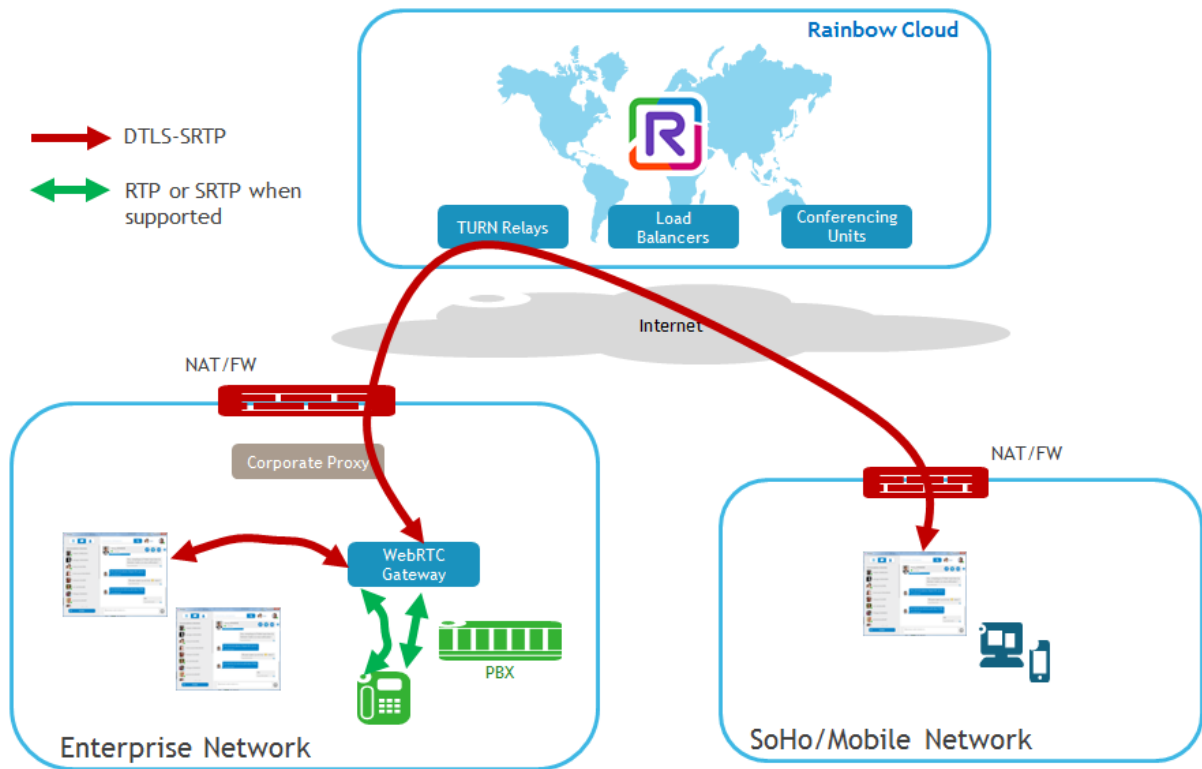 Rainbow Cloud
DTLS-SRTP
RTP or SRTP when
supported
R
TURN Relays
Load
Balancers
Conferencing
Units
Internet
NAT/FW
Corporate Proxy
NAT/FW
WebRTC
Gateway
PBX
Enterprise Network
SoHo/Mobile Network